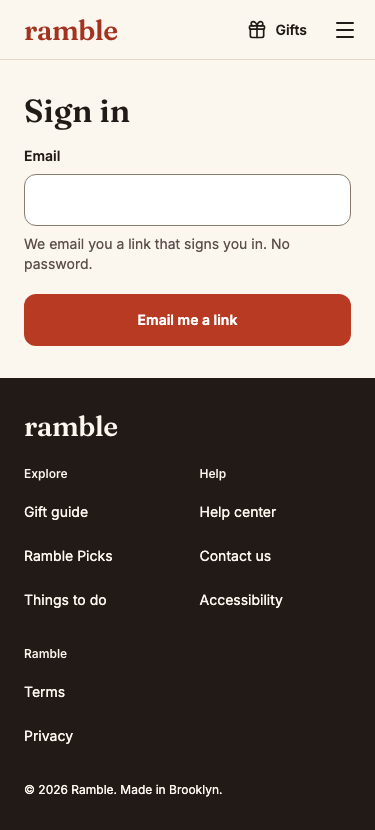 ramble
Gifts
Sign in
Email
We email you a link that signs you in. No
password.
Email me a link
ramble
Explore
Gift guide
Ramble Picks
Things to do
Help
Help center
Contact us
Accessibility
Ramble
Terms
Privacy
© 2026 Ramble. Made in Brooklyn.